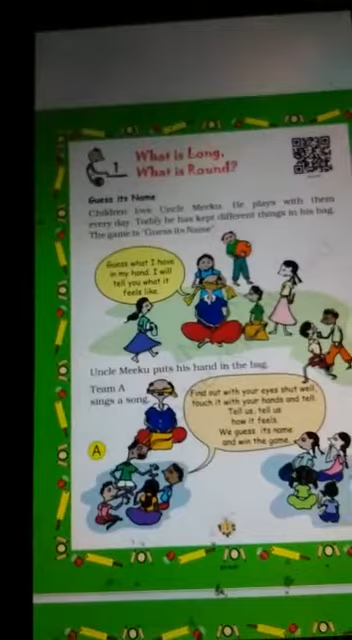 1
What is Long,
What is Round?
Guess its Name
Children love Uncle Meeku. He plays with them
every day. Today he has kept different things in his bag.
The game is "Guess its Name"
Guess what I have
in my hand. I will
tell you what it
feels like.
Uncle Meeku puts his hand in the bag.
Team A
sings a song.
Find out with your eyes shut well,
touch it with your hands and tell.
Tell us, tell us
how it feels.
We guess its name
and win the game.
A